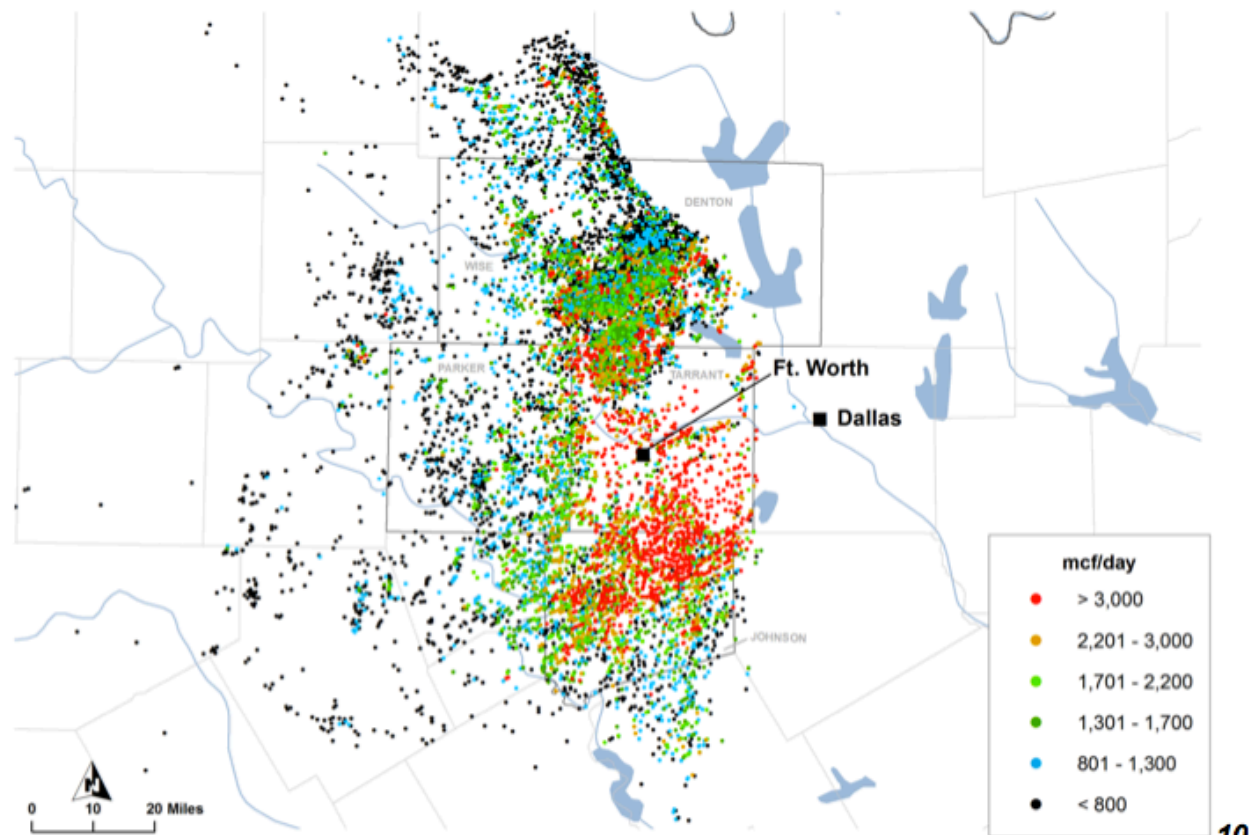 DENTON
WISE
PARKER
TARRANT
Ft. Worth
Dallas
JOHNSON
mcf/day
> 3,000
2,201 - 3,000
1,701 - 2,200
1,301 - 1,700
801 - 1,300
< 800
N
0 10 20 Miles